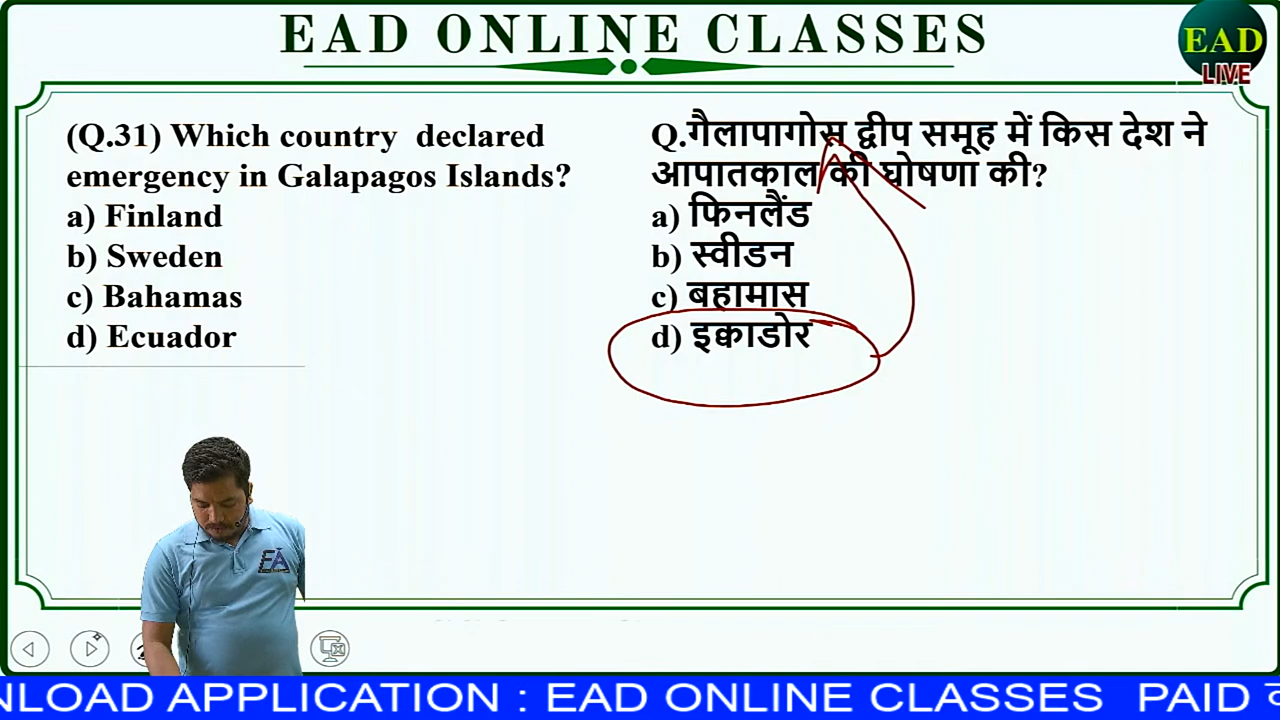 EAD ONLINE CLASSES
EAD
LIVE
(Q.31) Which country declared
emergency in Galapagos Islands?
a) Finland
b) Sweden
c) Bahamas
d) Ecuador
Q.गैलापागोस द्वीप समूह में किस देश ने
आपातकाल की घोषणा की?
a) फिनलैंड
b) स्वीडन
c) बहामास
d) इक्वाडोर
EA
NLOAD APPLICATION : EAD ONLINE CLASSES PAID